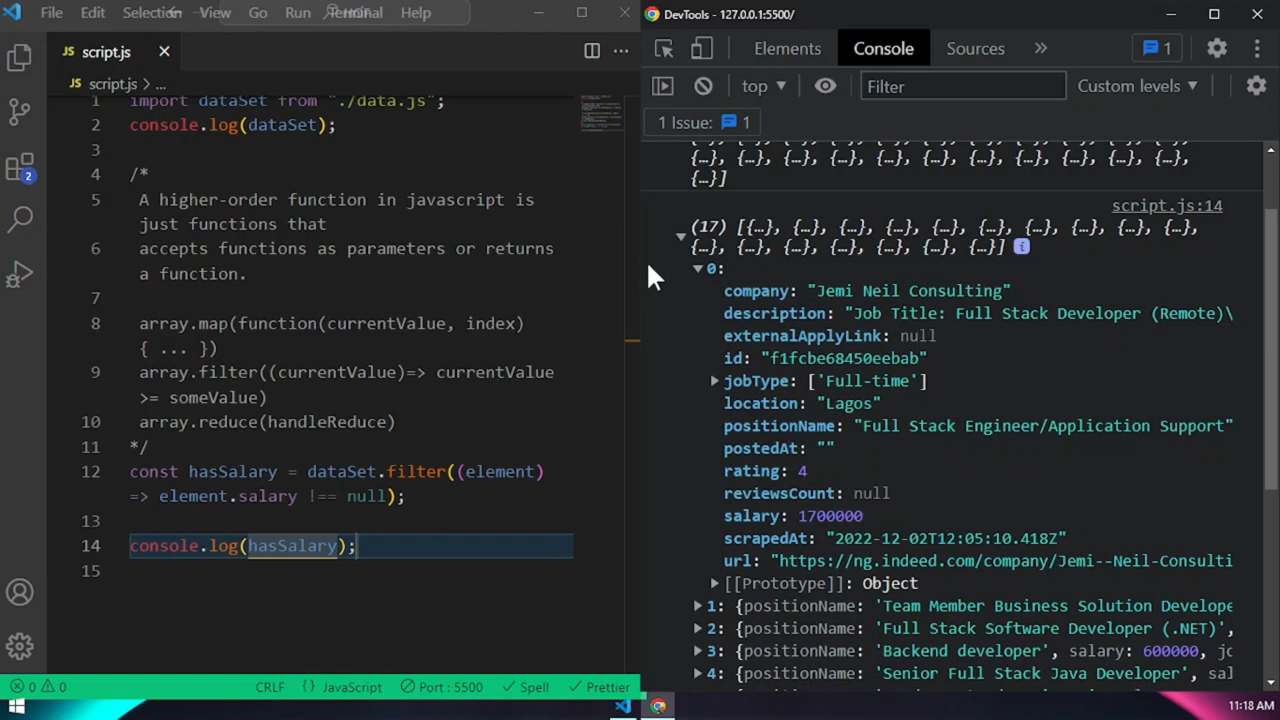 File Edit Selection View Go Run Terminal Help
JS script.js
JS script.js > ...
1 import dataSet from "./data.js";
2 console.log(dataSet);
3
4 /*
5 A higher-order function in javascript is
just functions that
6 accepts functions as parameters or returns
a function.
7
8 array.map(function(currentValue, index)
{ ... })
9 array.filter((currentValue)=> currentValue
>= someValue)
10 array.reduce(handleReduce)
11 */
12 const hasSalary = dataSet.filter((element)
=> element.salary !== null);
13
14 console.log(hasSalary);
15
2
0 0 CRLF {} JavaScript Port : 5500 Spell Prettier
DevTools - 127.0.0.1:5500/
Elements Console Sources » 1
top Filter Custom levels
1 Issue: 1
{…}, {…}, {…}, {…}, {…}, {…}, {…}, {…}, {…}, {…}, {…},
{…}, {…}, {…}, {…}, {…}, {…}, {…}, {…}, {…}, {…}, {…},
{…}]
script.js:14
(17) [{…}, {…}, {…}, {…}, {…}, {…}, {…}, {…}, {…}, {…},
{…}, {…}, {…}, {…}, {…}, {…}, {…}] i
0:
company: "Jemi Neil Consulting"
description: "Job Title: Full Stack Developer (Remote)\
externalApplyLink: null
id: "f1fcbe68450eebab"
jobType: ['Full-time']
location: "Lagos"
positionName: "Full Stack Engineer/Application Support"
postedAt: ""
rating: 4
reviewsCount: null
salary: 1700000
scrapedAt: "2022-12-02T12:05:10.418Z"
url: "https://ng.indeed.com/company/Jemi--Neil-Consulti
[[Prototype]]: Object
1: {positionName: 'Team Member Business Solution Develope
2: {positionName: 'Full Stack Software Developer (.NET)',
3: {positionName: 'Backend developer', salary: 600000, jo
4: {positionName: 'Senior Full Stack Java Developer', sal
11:18 AM